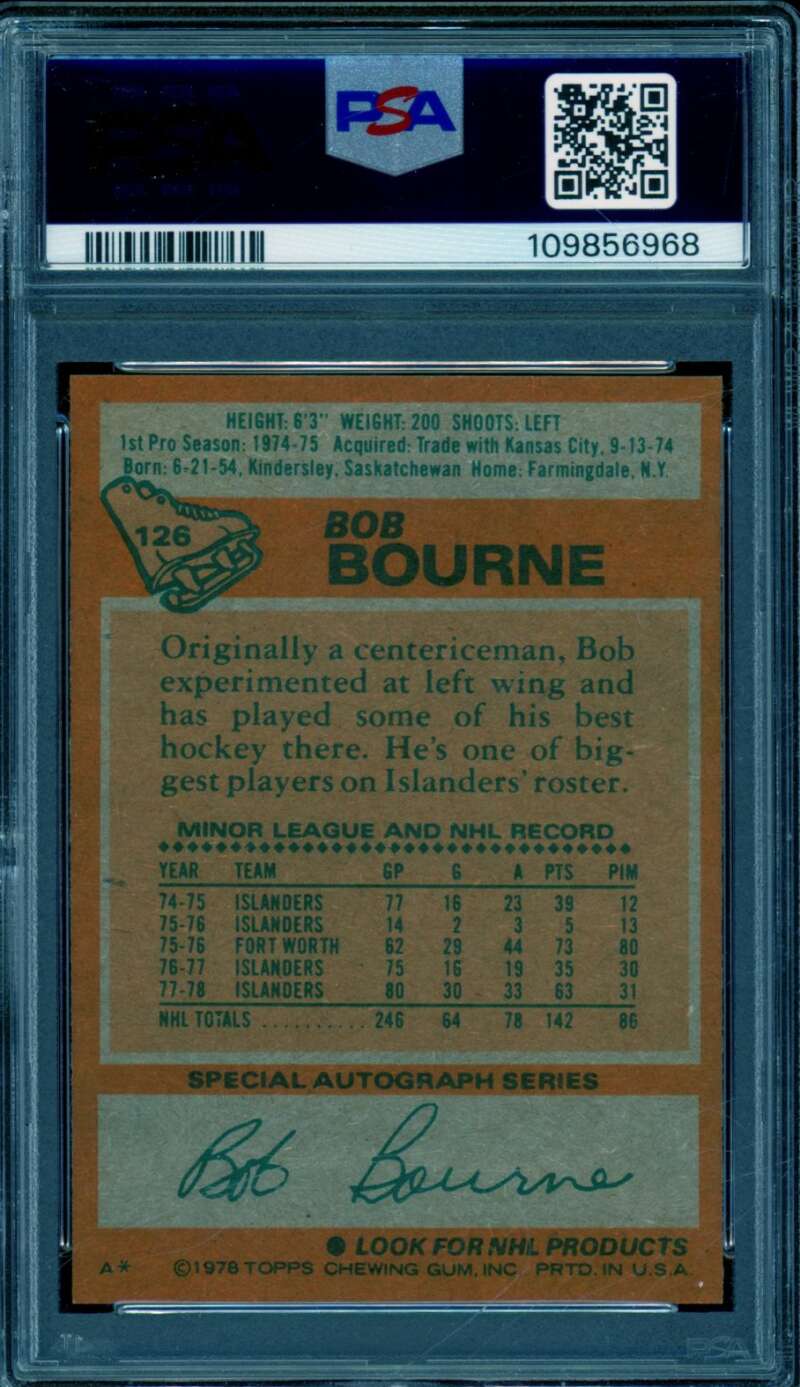 PSA
109856968
HEIGHT: 6'3" WEIGHT: 200 SHOOTS: LEFT
1st Pro Season: 1974-75 Acquired: Trade with Kansas City, 9-13-74
Born: 6-21-54, Kindersley, Saskatchewan Home: Farmingdale, N.Y.
126
BOB
BOURNE
Originally a centericeman, Bob
experimented at left wing and
has played some of his best
hockey there. He's one of big-
gest players on Islanders' roster.
MINOR LEAGUE AND NHL RECORD
YEAR TEAM GP G A PTS PIM
74-75 ISLANDERS 77 16 23 39 12
75-76 ISLANDERS 14 2 3 5 13
75-76 FORT WORTH 62 29 44 73 80
76-77 ISLANDERS 75 16 19 35 30
77-78 ISLANDERS 80 30 33 63 31
NHL TOTALS .......... 246 64 78 142 86
SPECIAL AUTOGRAPH SERIES
Bob Bourne
● LOOK FOR NHL PRODUCTS
A* ©1978 TOPPS CHEWING GUM, INC. PRTD. IN U.S.A.
PSA